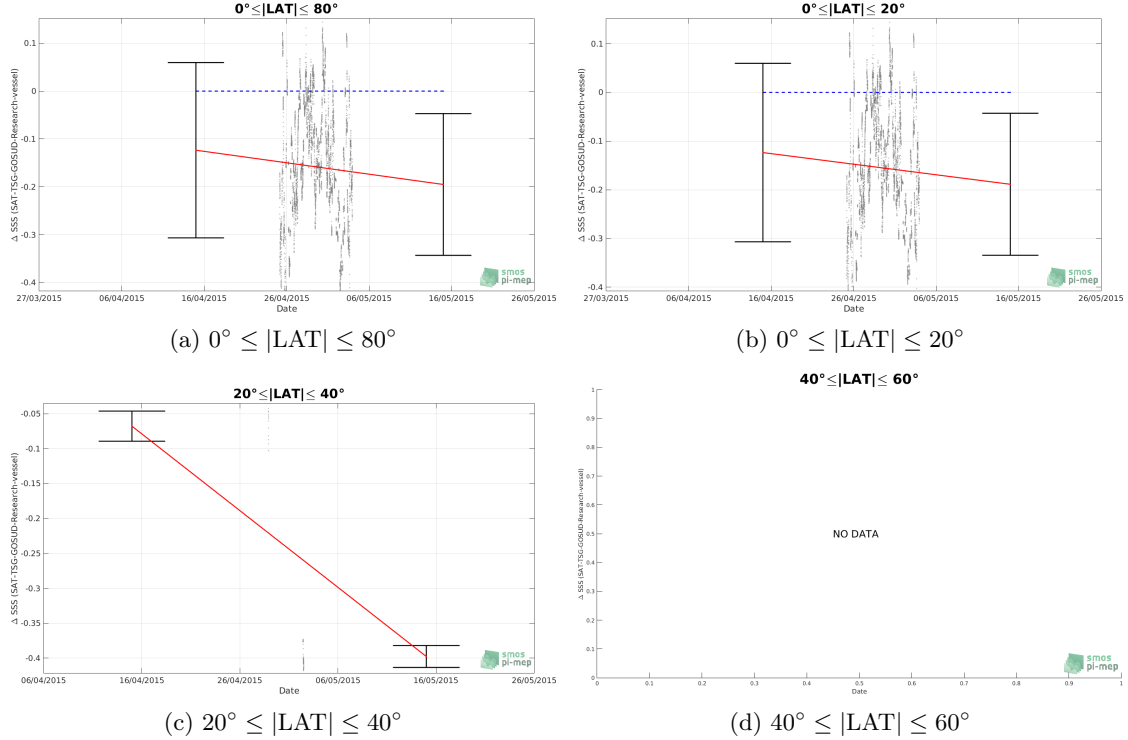 0°≤|LAT|≤ 80°
Δ SSS (SAT-TSG-GOSUD-Research-vessel)
0.1
0
-0.1
-0.2
-0.3
-0.4
27/03/2015 06/04/2015 16/04/2015 26/04/2015 06/05/2015 16/05/2015 26/05/2015
Date
smos
pi-mep
(a) 0° ≤ |LAT| ≤ 80°
0°≤|LAT|≤ 20°
Δ SSS (SAT-TSG-GOSUD-Research-vessel)
0.1
0
-0.1
-0.2
-0.3
-0.4
27/03/2015 06/04/2015 16/04/2015 26/04/2015 06/05/2015 16/05/2015 26/05/2015
Date
smos
pi-mep
(b) 0° ≤ |LAT| ≤ 20°
20°≤|LAT|≤ 40°
Δ SSS (SAT-TSG-GOSUD-Research-vessel)
-0.05
-0.1
-0.15
-0.2
-0.25
-0.3
-0.35
-0.4
06/04/2015 16/04/2015 26/04/2015 06/05/2015 16/05/2015 26/05/2015
Date
smos
pi-mep
(c) 20° ≤ |LAT| ≤ 40°
40°≤|LAT|≤ 60°
Δ SSS (SAT-TSG-GOSUD-Research-vessel)
1
0.9
0.8
0.7
0.6
0.5
0.4
0.3
0.2
0.1
0
NO DATA
0 0.1 0.2 0.3 0.4 0.5 0.6 0.7 0.8 0.9 1
Date
smos
pi-mep
(d) 40° ≤ |LAT| ≤ 60°